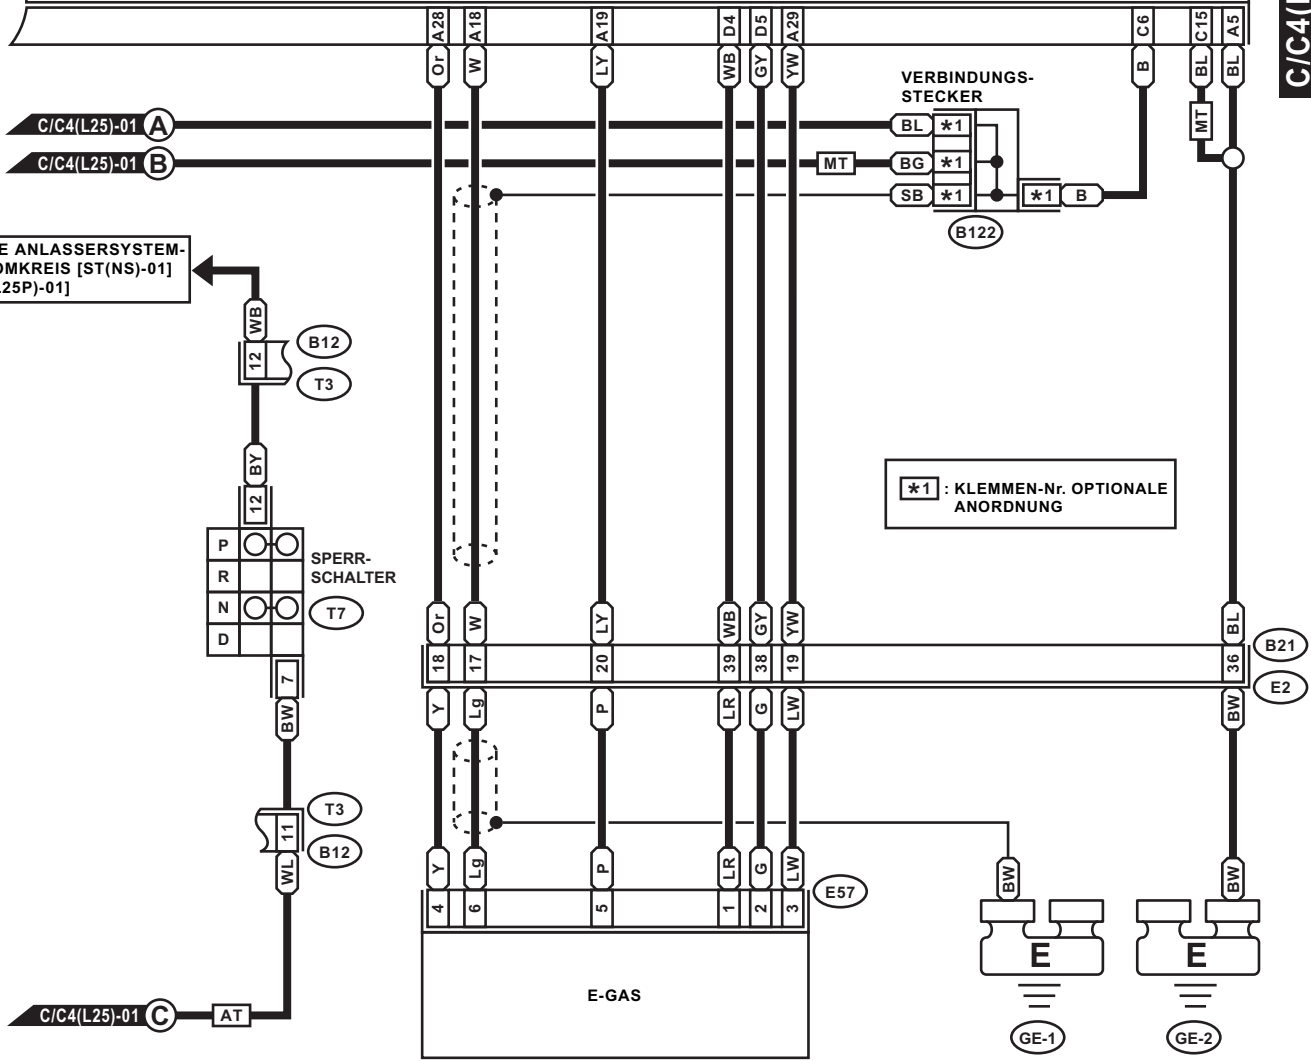 A28 A18 A19 D4 D5 A29 C6 C15 A5
C/C4(L
Or W LY WB GY YW B BL BL
VERBINDUNGS-
STECKER
C/C4(L25)-01 A BL *1 MT
C/C4(L25)-01 B MT BG *1
SB *1 *1 B
B122
E ANLASSERSYSTEM-
OMKREIS [ST(NS)-01]
.25P)-01]
WB
12 B12
T3
BY
12
*1 : KLEMMEN-Nr. OPTIONALE
ANORDNUNG
P
R
N
D
SPERR-
SCHALTER
T7
Or W LY WB GY YW BL
18 17 20 39 38 19 36 B21
7 E2
BW Y Lg P LR G LW BW
T3
11
B12
WL Y Lg P LR G LW BW BW
4 6 5 1 2 3 E57
E E
E-GAS
C/C4(L25)-01 C AT
GE-1 GE-2